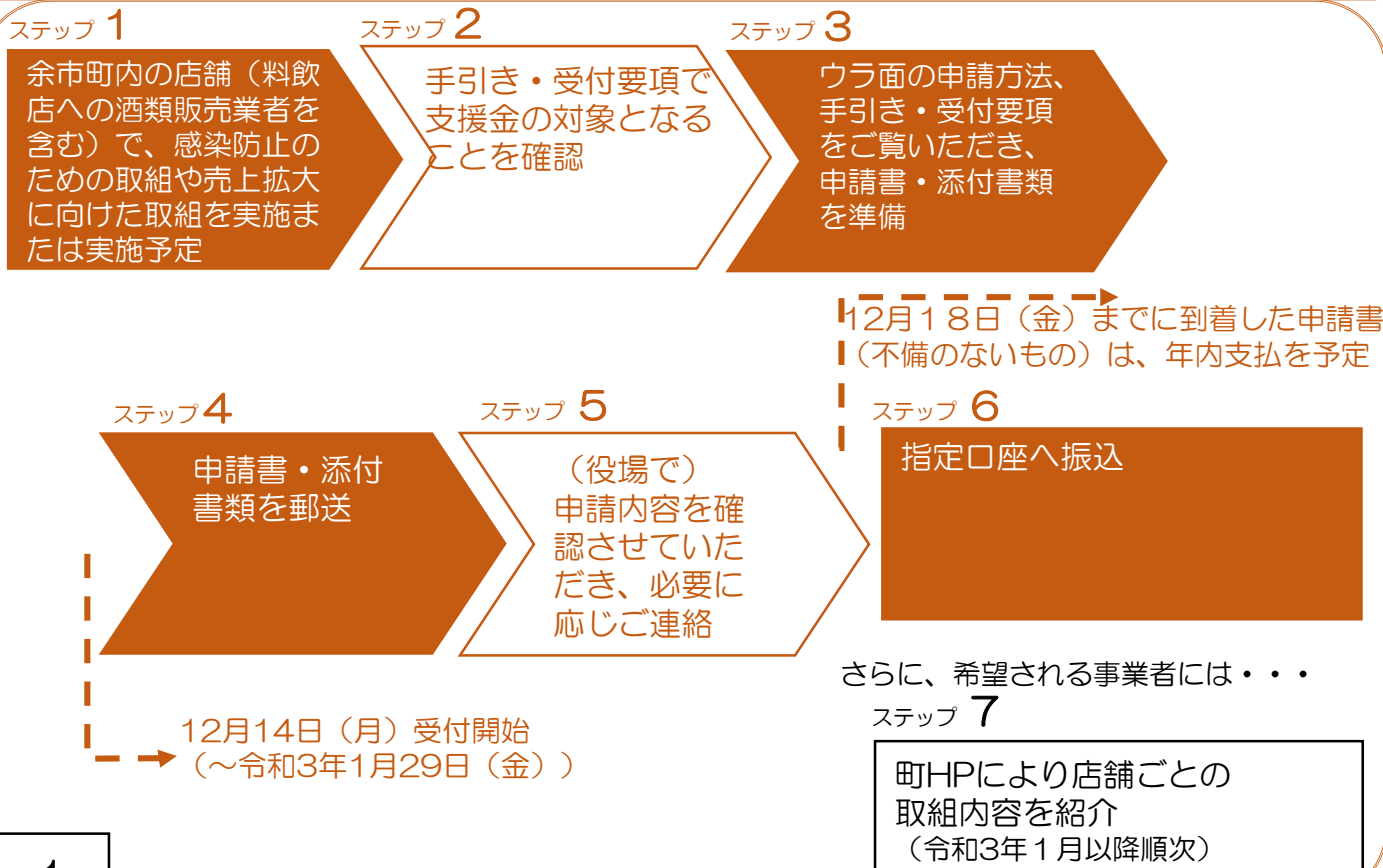 ステップ 1
余市町内の店舗（料飲
店への酒類販売業者を
含む）で、感染防止の
ための取組や売上拡大
に向けた取組を実施ま
たは実施予定
ステップ 2
手引き・受付要項で
支援金の対象となる
ことを確認
ステップ 3
ウラ面の申請方法、
手引き・受付要項
をご覧いただき、
申請書・添付書類
を準備
12月１８日（金）までに到着した申請書
（不備のないもの）は、年内支払を予定
ステップ 4
申請書・添付
書類を郵送
ステップ 5
（役場で）
申請内容を確
認させていた
だき、必要に
応じご連絡
ステップ 6
指定口座へ振込
12月14日（月）受付開始
（～令和3年1月29日（金））
さらに、希望される事業者には・・・
ステップ 7
町HPにより店舗ごとの
取組内容を紹介
（令和3年１月以降順次）